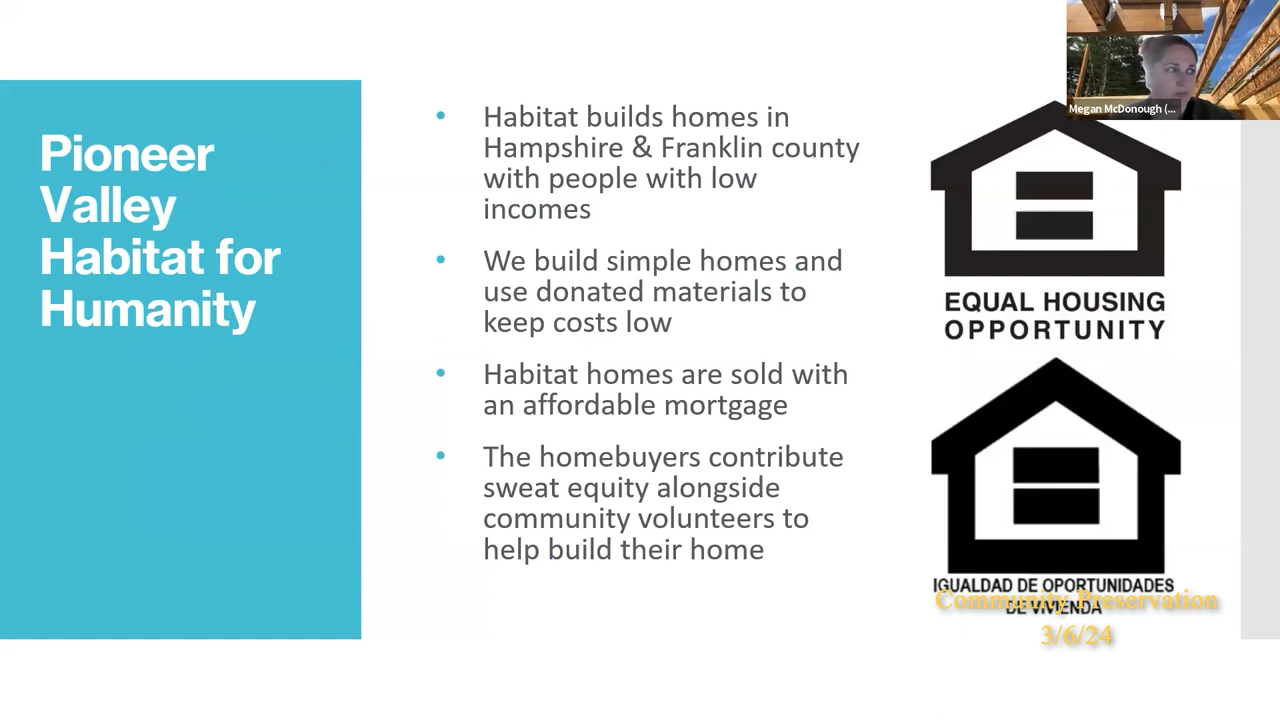 Pioneer
Valley
Habitat for
Humanity
Habitat builds homes in
Hampshire & Franklin county
with people with low
incomes
We build simple homes and
use donated materials to
keep costs low
Habitat homes are sold with
an affordable mortgage
The homebuyers contribute
sweat equity alongside
community volunteers to
help build their home
Megan McDonough (...
EQUAL HOUSING
OPPORTUNITY
IGUALDAD DE OPORTUNIDADES
DE VIVIENDA
Community Preservation
3/6/24